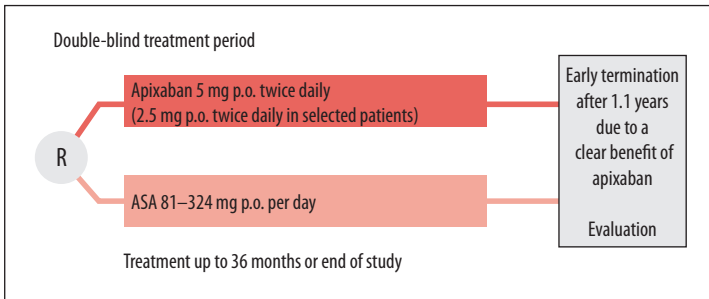 Double-blind treatment period
Apixaban 5 mg p.o. twice daily
(2.5 mg p.o. twice daily in selected patients)
R
ASA 81–324 mg p.o. per day
Treatment up to 36 months or end of study
Early termination
after 1.1 years
due to a
clear benefit of
apixaban
Evaluation